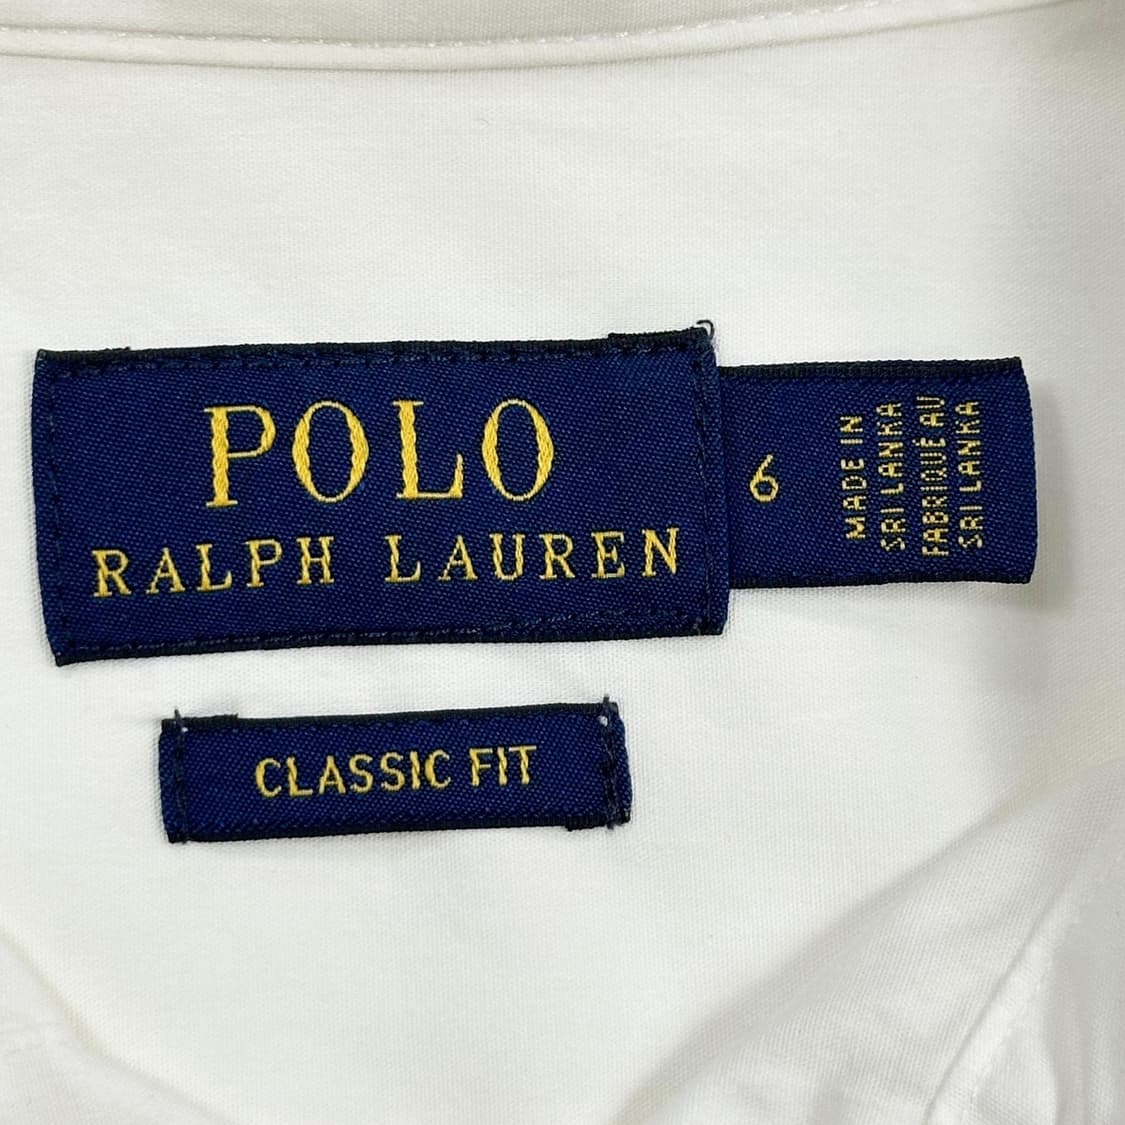 POLO
RALPH LAUREN
6
MADE IN
SRI LANKA
FABRIQUÉ AU
SRI LANKA
CLASSIC FIT